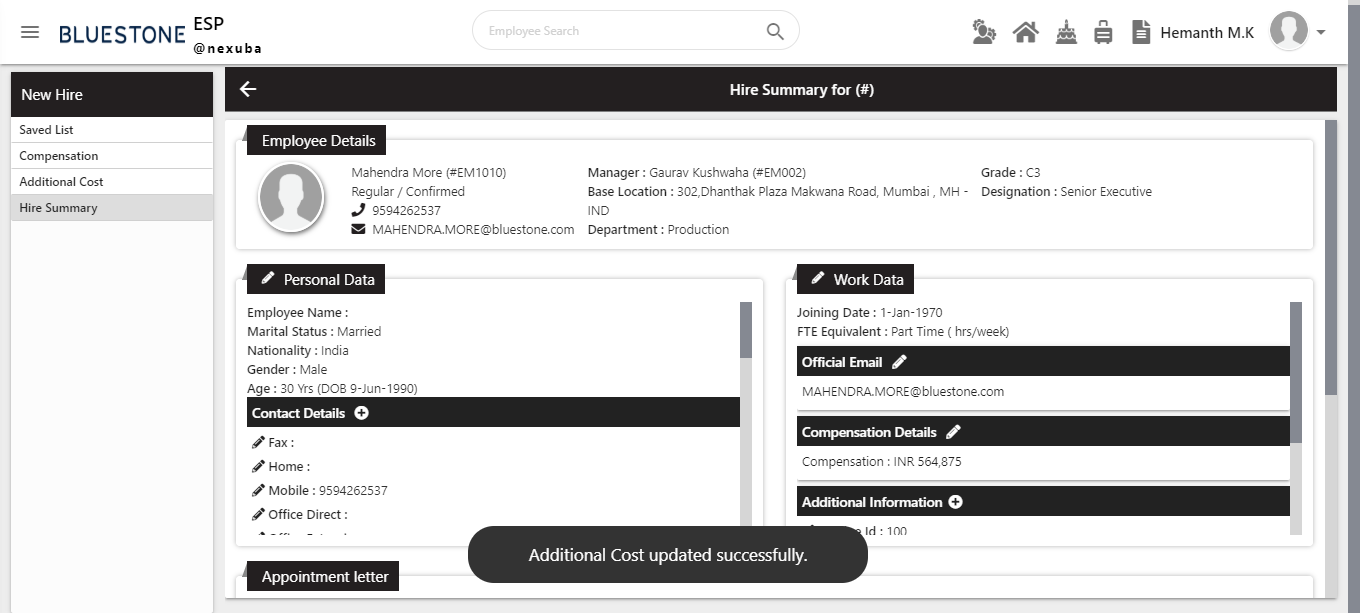 BLUESTONE ESP
@nexuba
Employee Search
Hemanth M.K
New Hire
Saved List
Compensation
Additional Cost
Hire Summary
Hire Summary for (#)
Employee Details
Mahendra More (#EM1010)
Regular / Confirmed
9594262537
MAHENDRA.MORE@bluestone.com
Manager : Gaurav Kushwaha (#EM002)
Base Location : 302,Dhanthak Plaza Makwana Road, Mumbai , MH -
IND
Department : Production
Grade : C3
Designation : Senior Executive
Personal Data
Employee Name :
Marital Status : Married
Nationality : India
Gender : Male
Age : 30 Yrs (DOB 9-Jun-1990)
Contact Details
Fax :
Home :
Mobile : 9594262537
Office Direct :
Work Data
Joining Date : 1-Jan-1970
FTE Equivalent : Part Time ( hrs/week)
Official Email
MAHENDRA.MORE@bluestone.com
Compensation Details
Compensation : INR 564,875
Additional Information
Id : 100
Additional Cost updated successfully.
Appointment letter